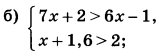 б) { 7x + 2 > 6x − 1,
x + 1,6 > 2;